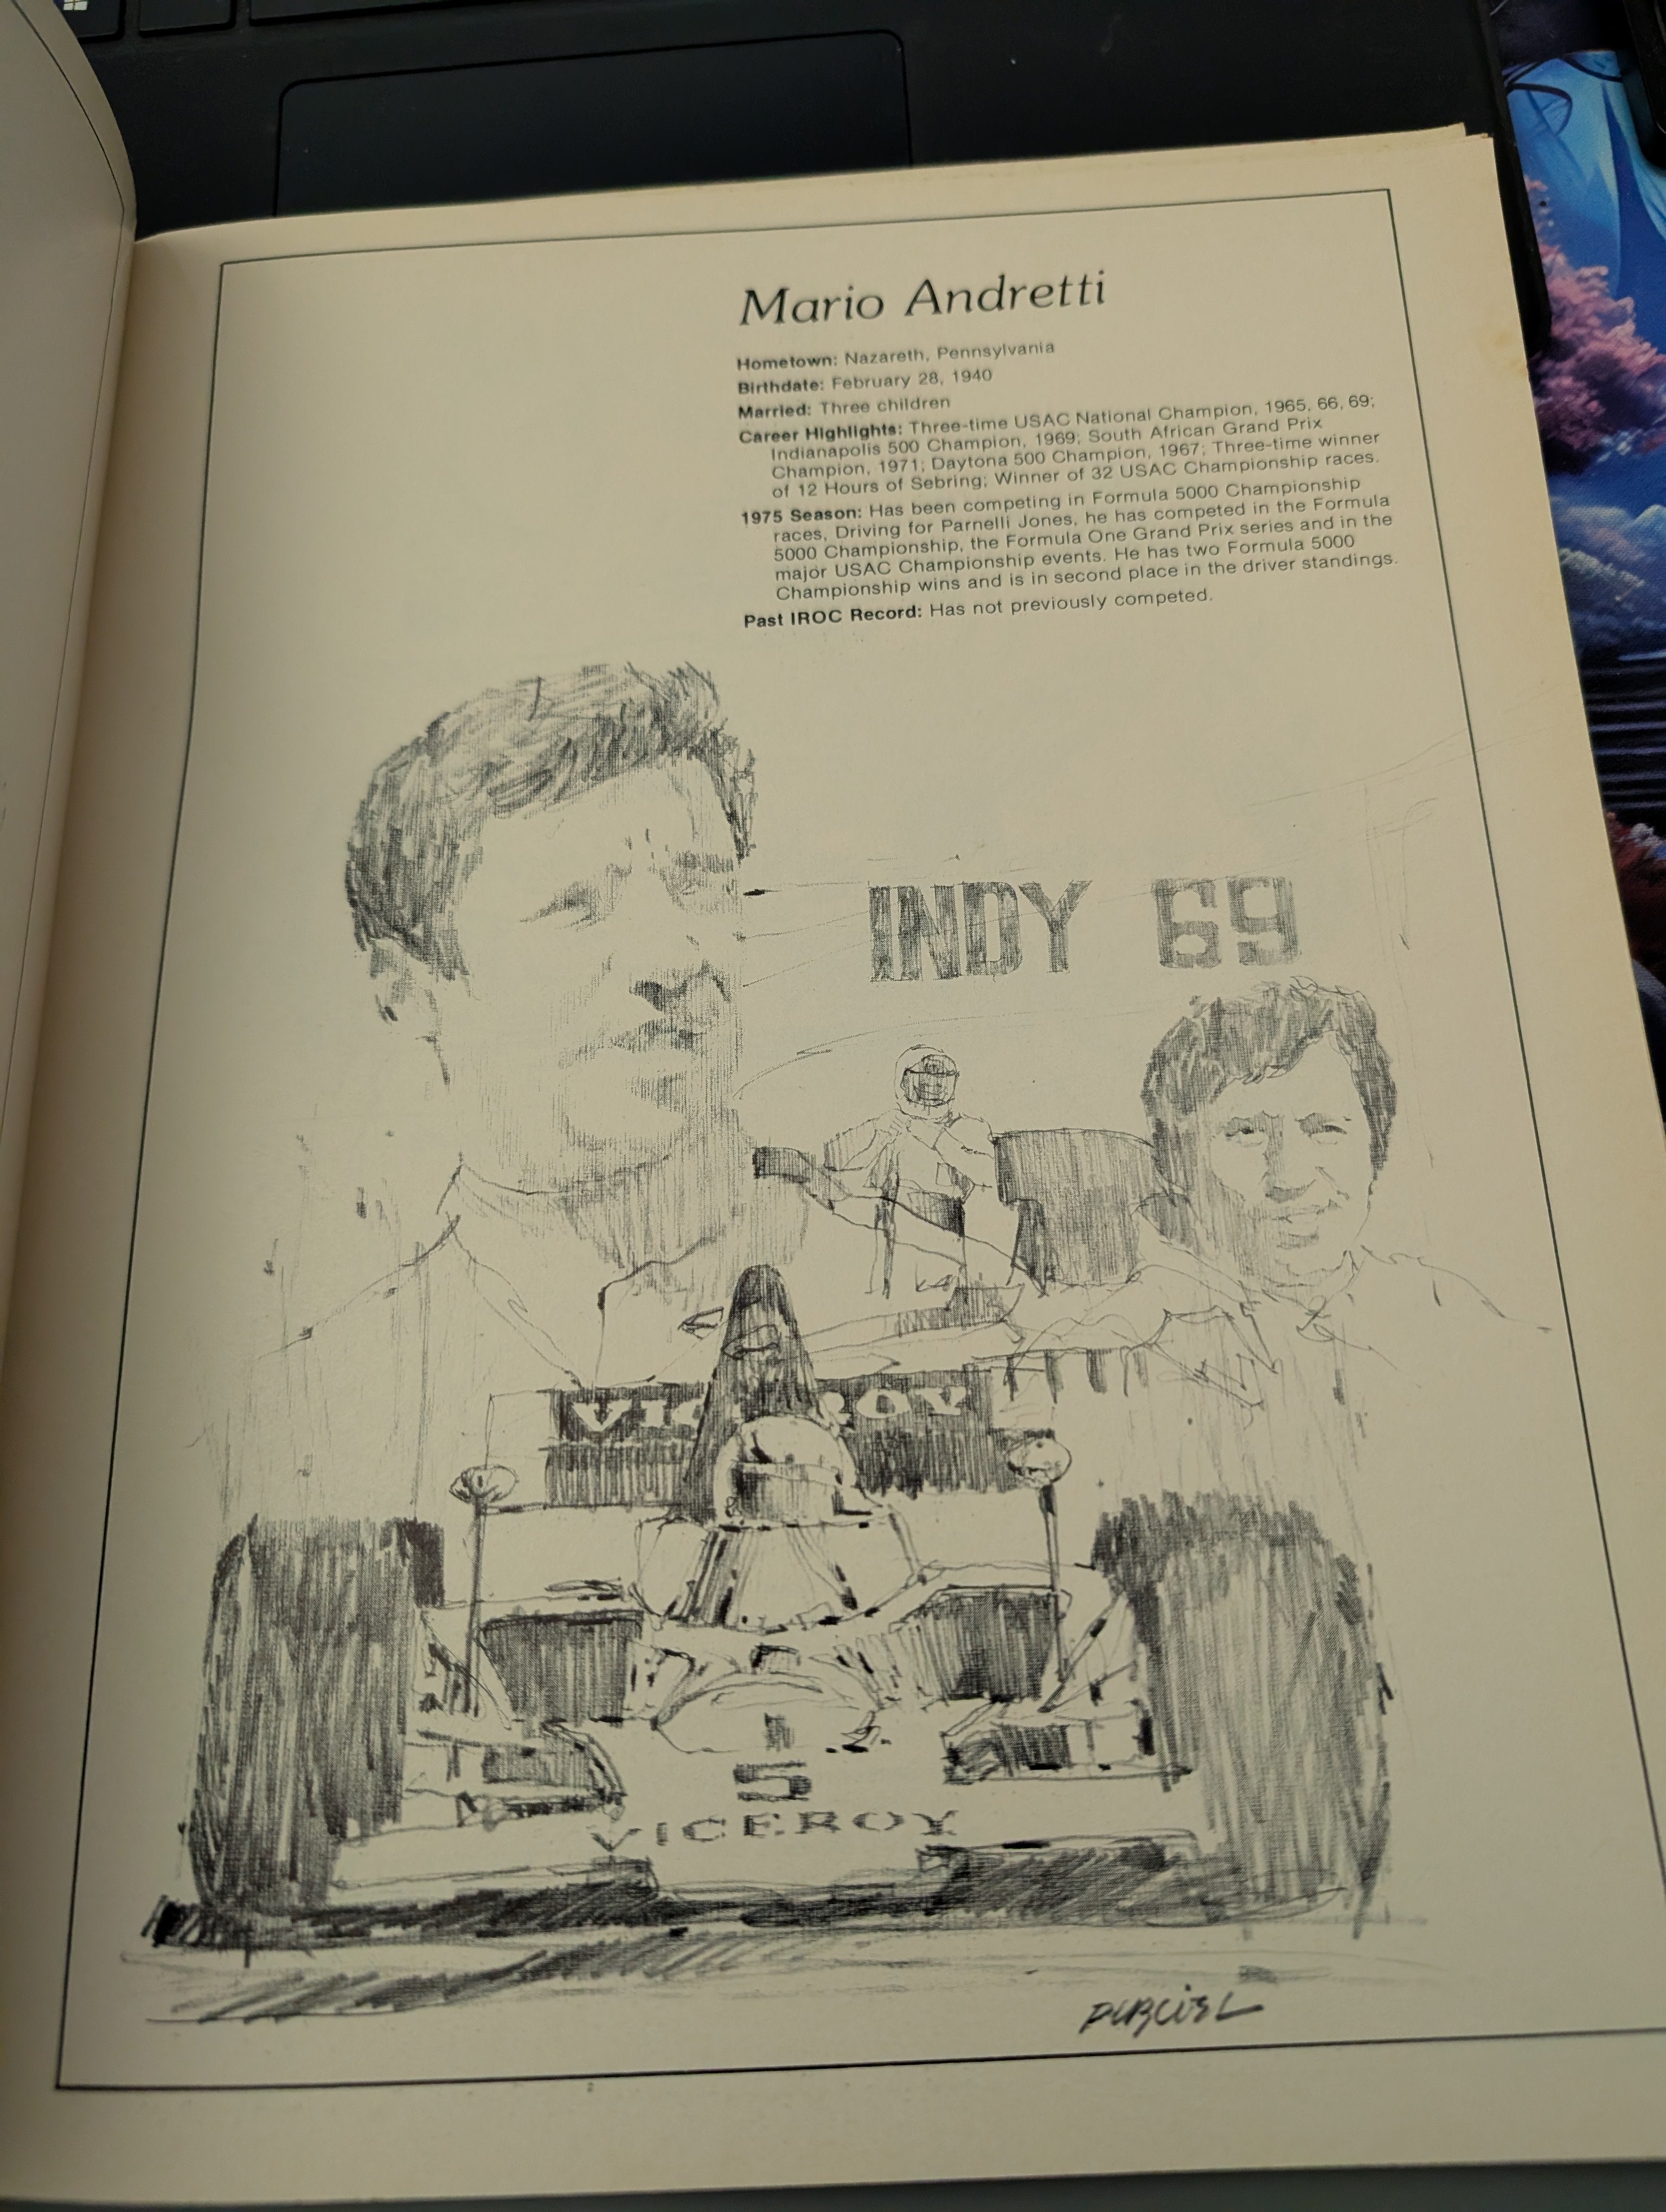 Mario Andretti
Hometown: Nazareth, Pennsylvania
Birthdate: February 28, 1940
Married: Three children
Career Highlights: Three-time USAC National Champion, 1965, 66, 69;
Indianapolis 500 Champion, 1969; South African Grand Prix
Champion, 1971; Daytona 500 Champion, 1967; Three-time winner
of 12 Hours of Sebring; Winner of 32 USAC Championship races.
1975 Season: Has been competing in Formula 5000 Championship
races, Driving for Parnelli Jones, he has competed in the Formula
5000 Championship, the Formula One Grand Prix series and in the
major USAC Championship events. He has two Formula 5000
Championship wins and is in second place in the driver standings.
Past IROC Record: Has not previously competed.
INDY 69
VIC ROY
5
VICEROY